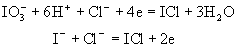 IO₃⁻ + 6H⁺ + Cl⁻ + 4e = ICl + 3H₂O
I⁻ + Cl⁻ = ICl + 2e